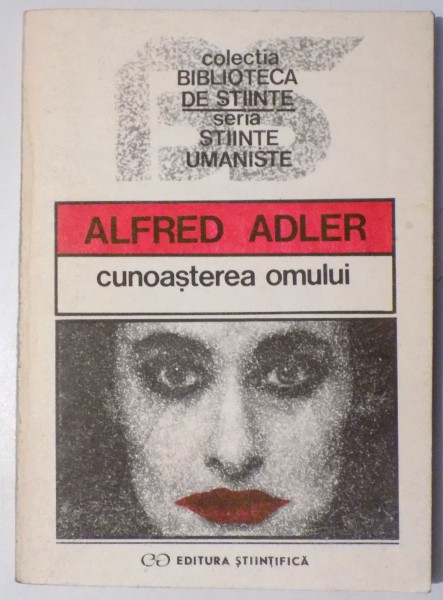 colectia
BIBLIOTECA
DE STIINTE
seria
STIINTE
UMANISTE
ALFRED ADLER
cunoașterea omului
EDITURA ȘTIINȚIFICĂ